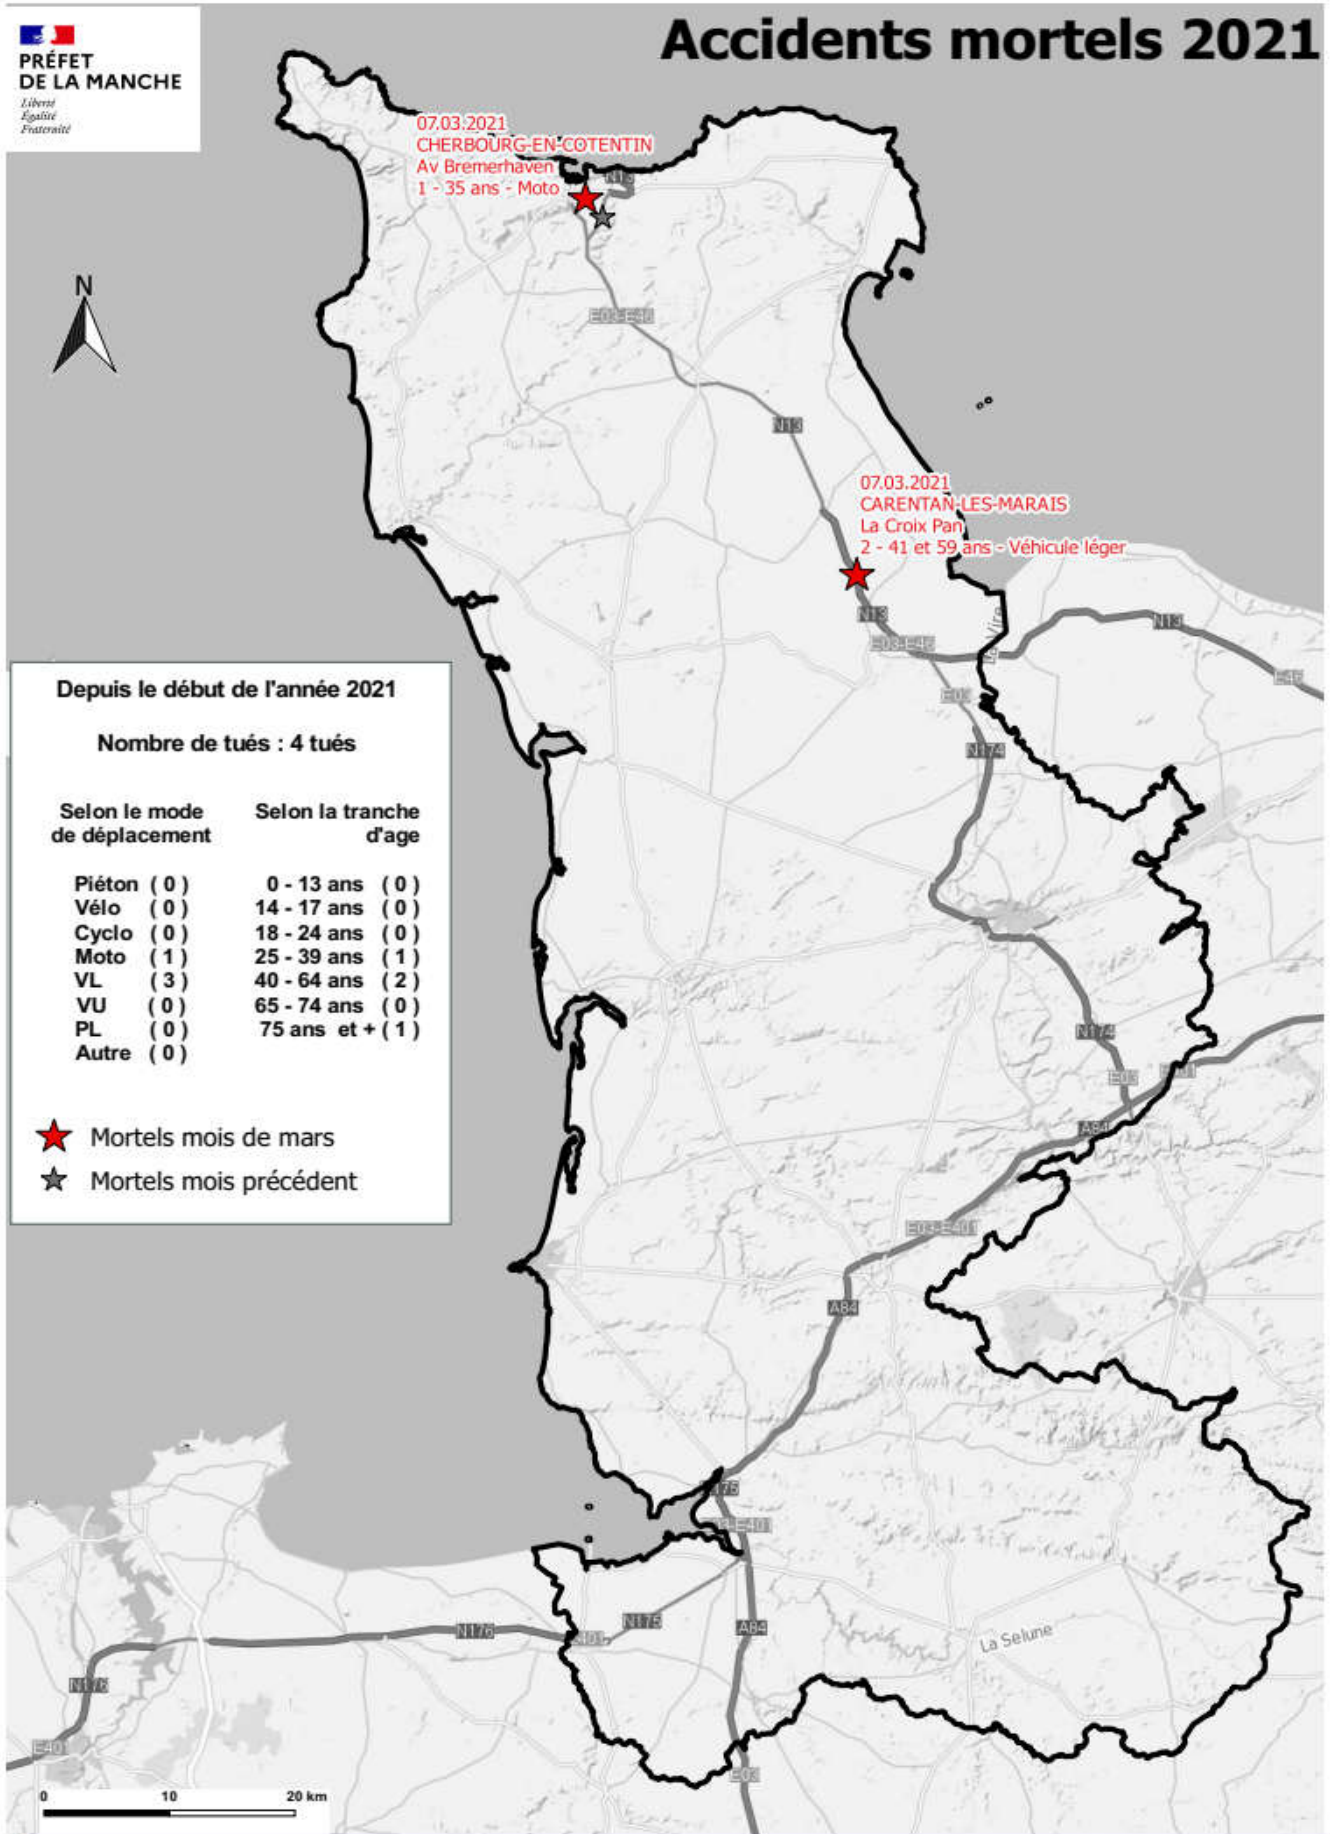 Accidents mortels 2021
PRÉFET
DE LA MANCHE
Liberté
Égalité
Fraternité
07.03.2021
CHERBOURG-EN-COTENTIN
Av Bremerhaven
1 - 35 ans - Moto
N13
N
E03-E46
N13
07.03.2021
CARENTAN-LES-MARAIS
La Croix Pan
2 - 41 et 59 ans - Véhicule léger
N13
La Vire
N13
E03-E46
E46
E03
N174
Depuis le début de l'année 2021
Nombre de tués : 4 tués
Selon le mode de déplacement
Piéton ( 0 )
Vélo ( 0 )
Cyclo ( 0 )
Moto ( 1 )
VL ( 3 )
VU ( 0 )
PL ( 0 )
Autre ( 0 )
Selon la tranche d'age
0 - 13 ans ( 0 )
14 - 17 ans ( 0 )
18 - 24 ans ( 0 )
25 - 39 ans ( 1 )
40 - 64 ans ( 2 )
65 - 74 ans ( 0 )
75 ans et + ( 1 )
Mortels mois de mars
Mortels mois précédent
N174
E03
A84
E03-E401
A84
N175
N176
A84
La Selune
N176
E401
E03
0 10 20 km